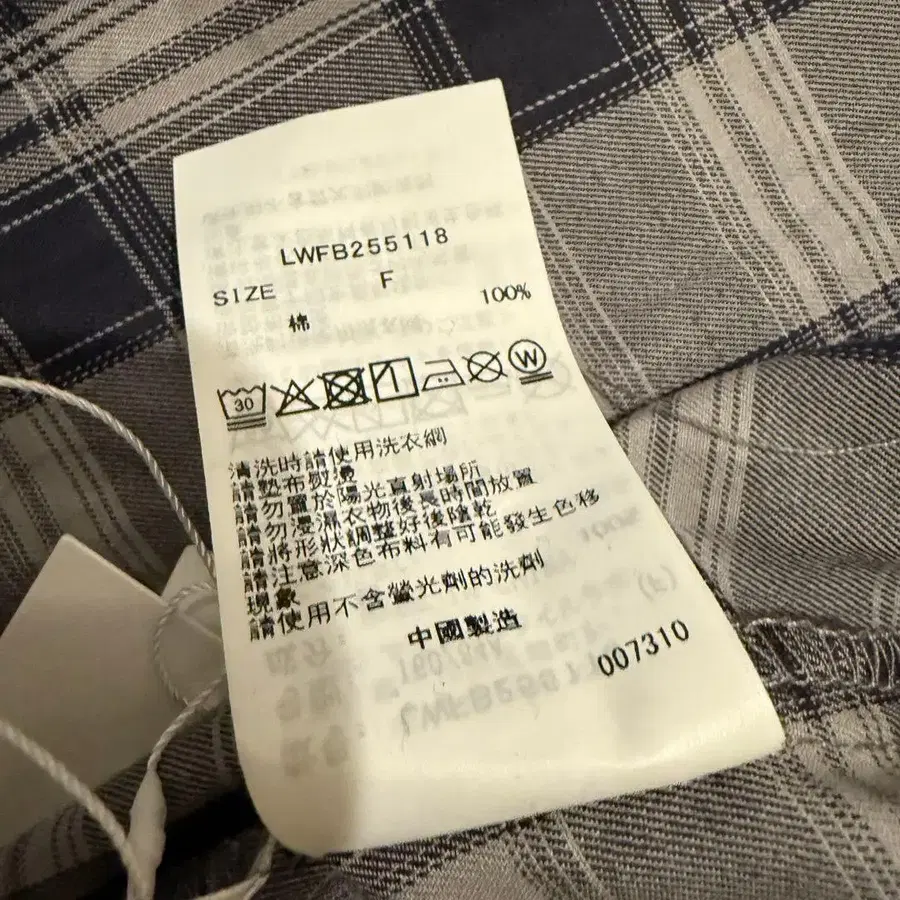 LWFB255118
SIZE F
棉 100%
30 W
清洗時請使用洗衣網
請墊布熨燙
請勿置於陽光直射場所
請勿浸濕衣物後長時間放置
請將形狀調整好後陰乾
請注意深色布料有可能發生色移
現象
請使用不含螢光劑的洗劑
中國製造
007310